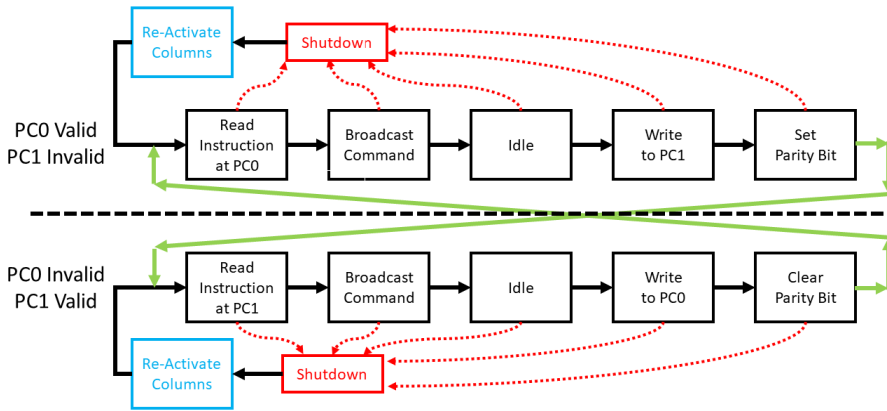 Re-Activate
Columns
Shutdown
PC0 Valid
PC1 Invalid
Read
Instruction
at PC0
Broadcast
Command
Idle
Write
to PC1
Set
Parity Bit
PC0 Invalid
PC1 Valid
Read
Instruction
at PC1
Broadcast
Command
Idle
Write
to PC0
Clear
Parity Bit
Re-Activate
Columns
Shutdown